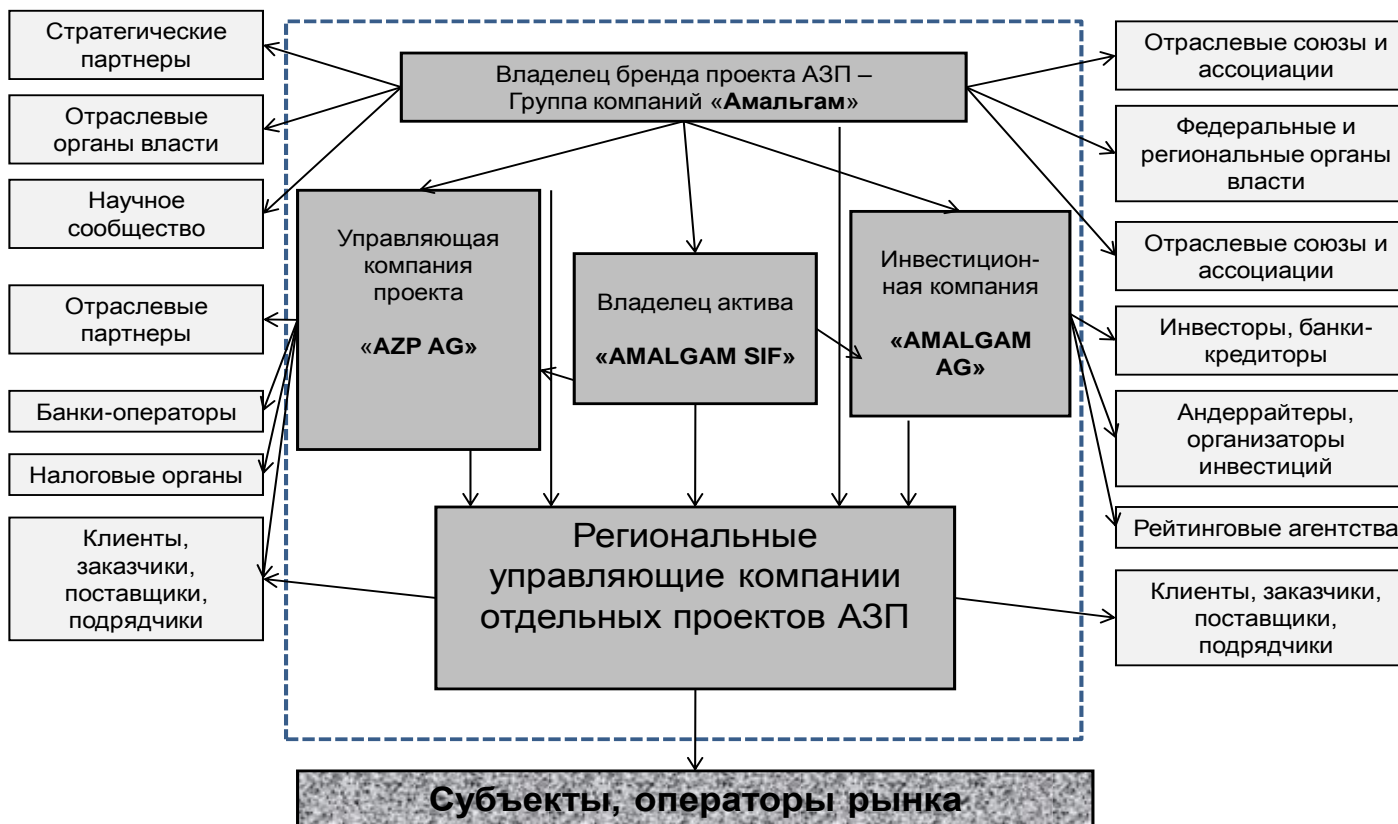 Стратегические
партнеры
Отраслевые
органы власти
Научное
сообщество
Отраслевые
партнеры
Банки-операторы
Налоговые органы
Клиенты,
заказчики,
поставщики,
подрядчики
Владелец бренда проекта АЗП –
Группа компаний «Амальгам»
Управляющая
компания
проекта
«AZP AG»
Владелец актива
«AMALGAM SIF»
Инвестицион-
ная компания
«AMALGAM
AG»
Региональные
управляющие компании
отдельных проектов АЗП
Отраслевые союзы и
ассоциации
Федеральные и
региональные органы
власти
Отраслевые союзы и
ассоциации
Инвесторы, банки-
кредиторы
Андеррайтеры,
организаторы
инвестиций
Рейтинговые агентства
Клиенты, заказчики,
поставщики,
подрядчики
Субъекты, операторы рынка